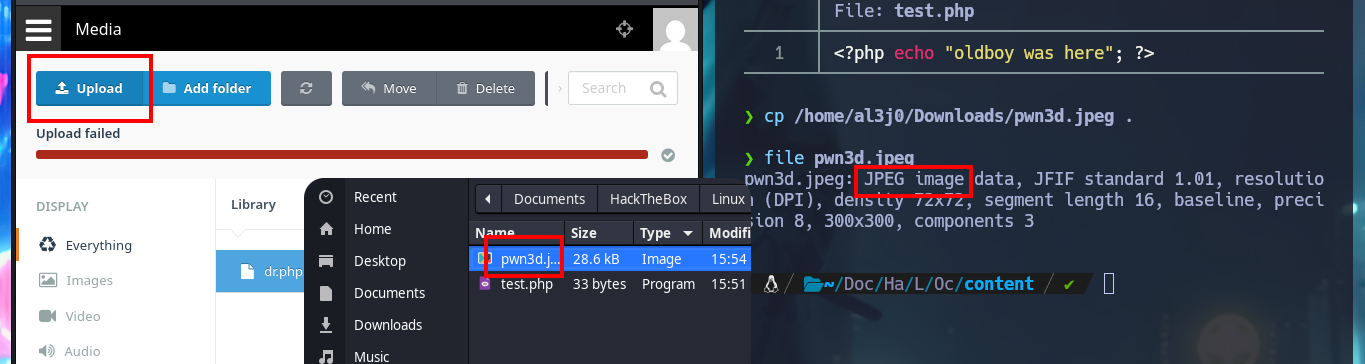 Media
Upload
Add folder
Move
Delete
Search
Upload failed
DISPLAY
Everything
Images
Video
Audio
Library
dr.php
Recent
Home
Desktop
Documents
Downloads
Music
Documents HackTheBox Linux
Name Size Type Modifi
pwn3d.j... 28.6 kB Image 15:54
test.php 33 bytes Program 15:51
File: test.php
1 <?php echo "oldboy was here"; ?>
❯ cp /home/al3j0/Downloads/pwn3d.jpeg .
❯ file pwn3d.jpeg
pwn3d.jpeg: JPEG image data, JFIF standard 1.01, resolutio
n (DPI), density 72x72, segment length 16, baseline, preci
sion 8, 300x300, components 3
~/Doc/Ha/L/Oc/content / ✔ /